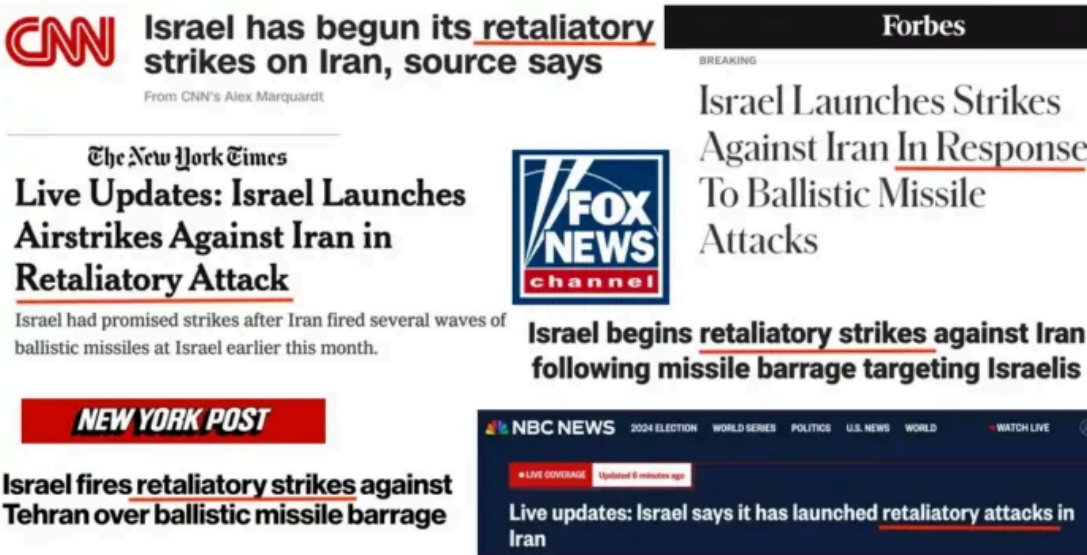 CNN
Israel has begun its retaliatory
strikes on Iran, source says
From CNN's Alex Marquardt
Forbes
BREAKING
Israel Launches Strikes
Against Iran In Response
To Ballistic Missile
Attacks
The New York Times
Live Updates: Israel Launches
Airstrikes Against Iran in
Retaliatory Attack
Israel had promised strikes after Iran fired several waves of
ballistic missiles at Israel earlier this month.
FOX
NEWS
channel
Israel begins retaliatory strikes against Iran
following missile barrage targeting Israelis
NEW YORK POST
Israel fires retaliatory strikes against
Tehran over ballistic missile barrage
NBC NEWS 2024 ELECTION WORLD SERIES POLITICS U.S. NEWS WORLD WATCH LIVE
LIVE COVERAGE Updated 6 minutes ago
Live updates: Israel says it has launched retaliatory attacks in
Iran